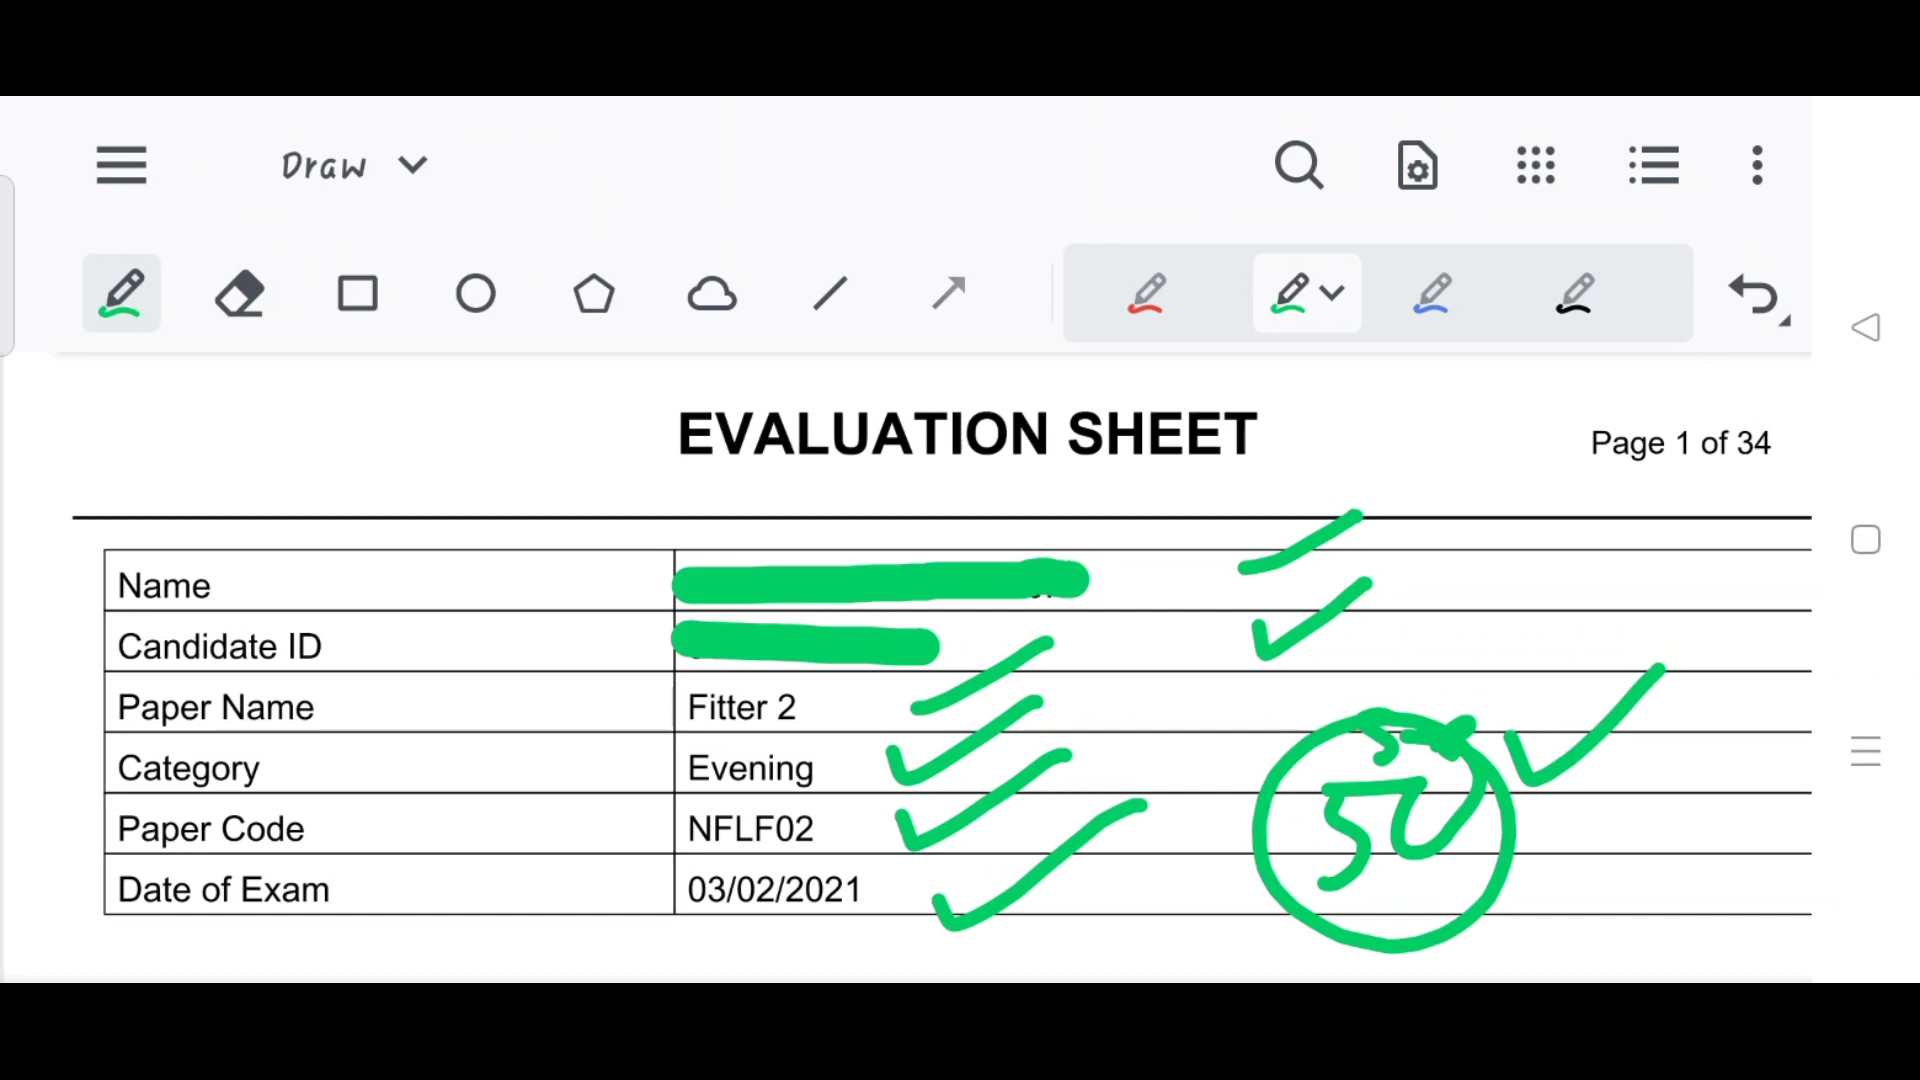 Draw
EVALUATION SHEET
Page 1 of 34
Name
Candidate ID
Paper Name Fitter 2
Category Evening
Paper Code NFLF02
Date of Exam 03/02/2021
50